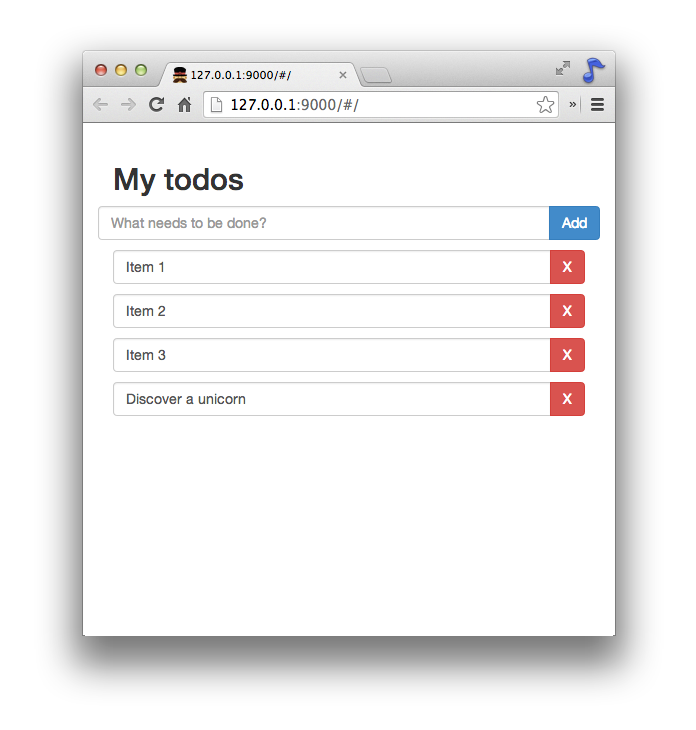 127.0.0.1:9000/#/
127.0.0.1:9000/#/
»
My todos
What needs to be done?
Add
Item 1
X
Item 2
X
Item 3
X
Discover a unicorn
X